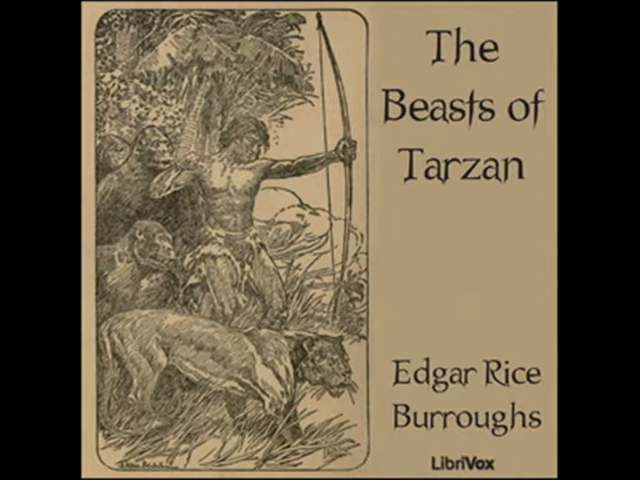 The
Beasts of
Tarzan
Edgar Rice
Burroughs
LibriVox